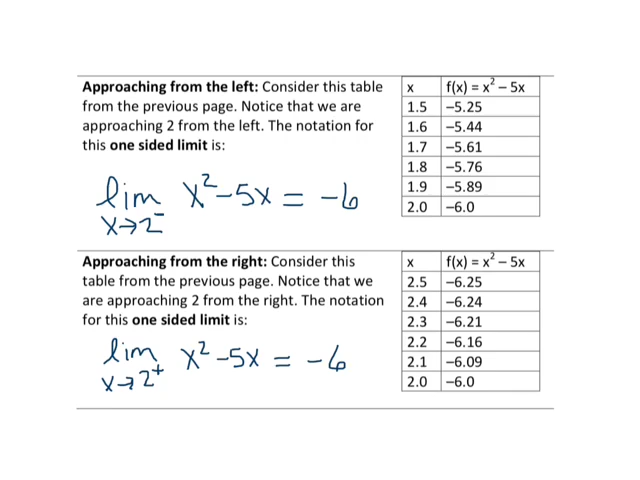 Approaching from the left: Consider this table
from the previous page. Notice that we are
approaching 2 from the left. The notation for
this one sided limit is:
lim x²-5x = -6
x→2⁻
x f(x) = x² – 5x
1.5 –5.25
1.6 –5.44
1.7 –5.61
1.8 –5.76
1.9 –5.89
2.0 –6.0
Approaching from the right: Consider this
table from the previous page. Notice that we
are approaching 2 from the right. The notation
for this one sided limit is:
lim x²-5x = -6
x→2⁺
x f(x) = x² – 5x
2.5 –6.25
2.4 –6.24
2.3 –6.21
2.2 –6.16
2.1 –6.09
2.0 –6.0